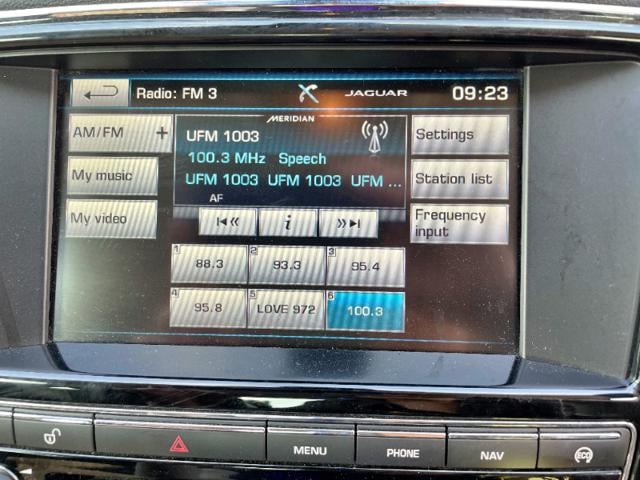 Radio: FM 3 JAGUAR 09:23
MERIDIAN
AM/FM +
UFM 1003
Settings
100.3 MHz Speech
My music
UFM 1003 UFM 1003 UFM ...
Station list
AF
My video
i
Frequency
input
1 88.3
2 93.3
3 95.4
4 95.8
5 LOVE 972
6 100.3
MENU
PHONE
NAV
ECO